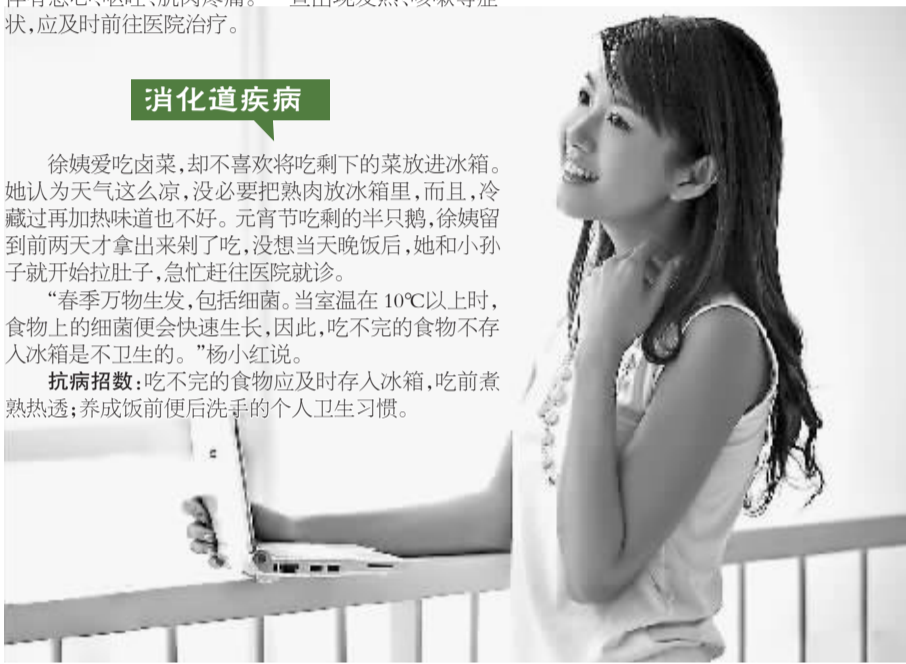 状,应及时前往医院治疗。
消化道疾病
徐姨爱吃卤菜,却不喜欢将吃剩下的菜放进冰箱。
她认为天气这么凉,没必要把熟肉放冰箱里,而且,冷
藏过再加热味道也不好。元宵节吃剩的半只鹅,徐姨留
到前两天才拿出来剁了吃,没想当天晚饭后,她和小孙
子就开始拉肚子,急忙赶往医院就诊。
“春季万物生发,包括细菌。当室温在10℃以上时,
食物上的细菌便会快速生长,因此,吃不完的食物不存
入冰箱是不卫生的。”杨小红说。
抗病招数:吃不完的食物应及时存入冰箱,吃前煮
熟热透;养成饭前便后洗手的个人卫生习惯。